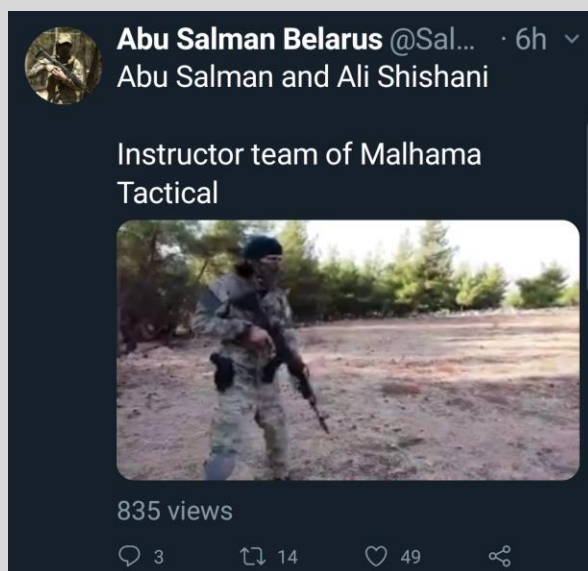 Abu Salman Belarus @Sal... · 6h
Abu Salman and Ali Shishani
Instructor team of Malhama
Tactical
835 views
3 14 49